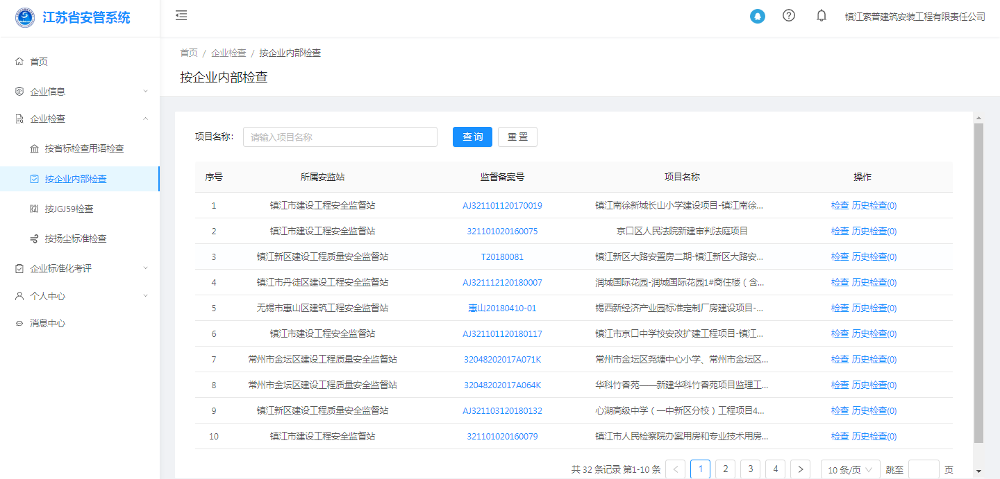 江苏省安管系统
镇江索普建筑安装工程有限责任公司
首页
企业信息
企业检查
按省标检查用语检查
按企业内部检查
按JGJ59检查
按扬尘标准检查
企业标准化考评
个人中心
消息中心
首页 / 企业检查 / 按企业内部检查
按企业内部检查
项目名称: 请输入项目名称 查 询 重 置
序号 所属安监站 监督备案号 项目名称 操作
1 镇江市建设工程安全监督站 AJ321101120170019 镇江南徐新城长山小学建设项目-镇江南徐... 检查 历史检查(0)
2 镇江市建设工程安全监督站 321101020160075 京口区人民法院新建审判法庭项目 检查 历史检查(0)
3 镇江新区建设工程质量安全监督站 T20180081 镇江新区大路安置房二期-镇江新区大路安... 检查 历史检查(0)
4 镇江市丹徒区建设工程安全监督站 AJ321112120180007 润城国际花园-润城国际花园1#商住楼（含... 检查 历史检查(0)
5 无锡市惠山区建筑工程安全监督站 惠山20180410-01 锡西新经济产业园标准定制厂房建设项目-... 检查 历史检查(0)
6 镇江市建设工程安全监督站 AJ321101120180117 镇江市京口中学校安改扩建工程项目-镇江... 检查 历史检查(0)
7 常州市金坛区建设工程质量安全监督站 32048202017A071K 常州市金坛区尧塘中心小学、常州市金坛区... 检查 历史检查(0)
8 常州市金坛区建设工程质量安全监督站 32048202017A064K 华科竹香苑——新建华科竹香苑项目监理工... 检查 历史检查(0)
9 镇江新区建设工程质量安全监督站 AJ321103120180132 心湖高级中学（一中新区分校）工程项目4... 检查 历史检查(0)
10 镇江市建设工程安全监督站 321101020160079 镇江市人民检察院办案用房和专业技术用房... 检查 历史检查(0)
共 32 条记录 第1-10 条 < 1 2 3 4 > 10 条/页 跳至 页